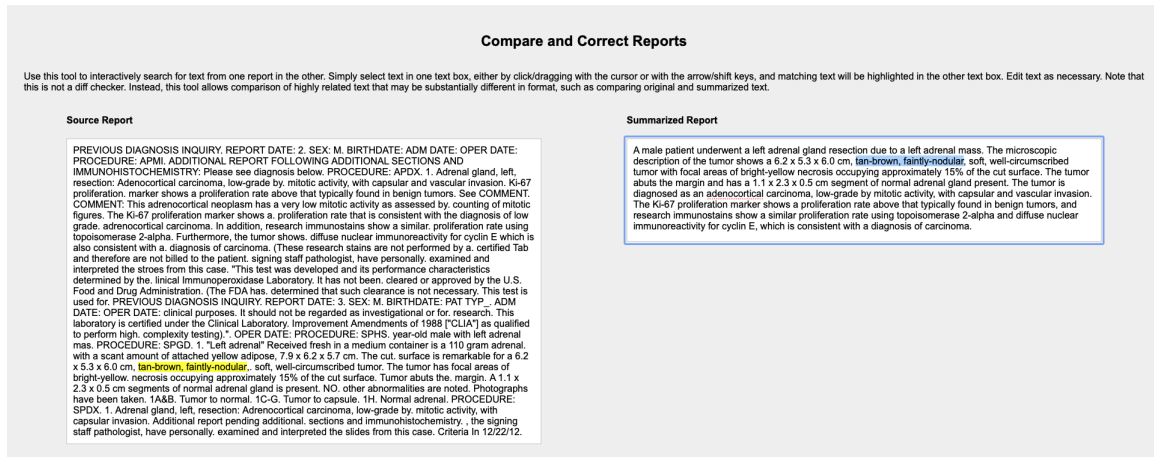 Compare and Correct Reports
Use this tool to interactively search for text from one report in the other. Simply select text in one text box, either by click/dragging with the cursor or with the arrow/shift keys, and matching text will be highlighted in the other text box. Edit text as necessary. Note that
this is not a diff checker. Instead, this tool allows comparison of highly related text that may be substantially different in format, such as comparing original and summarized text.
Source Report
PREVIOUS DIAGNOSIS INQUIRY. REPORT DATE: 2. SEX: M. BIRTHDATE: ADM DATE: OPER DATE:
PROCEDURE: APMI. ADDITIONAL REPORT FOLLOWING ADDITIONAL SECTIONS AND
IMMUNOHISTOCHEMISTRY: Please see diagnosis below. PROCEDURE: APDX. 1. Adrenal gland, left,
resection: Adenocortical carcinoma, low-grade by. mitotic activity, with capsular and vascular invasion. Ki-67
proliferation. marker shows a proliferation rate above that typically found in benign tumors. See COMMENT.
COMMENT: This adrenocortical neoplasm has a very low mitotic activity as assessed by. counting of mitotic
figures. The Ki-67 proliferation marker shows a. proliferation rate that is consistent with the diagnosis of low
grade. adrenocortical carcinoma. In addition, research immunostains show a similar. proliferation rate using
topoisomerase 2-alpha. Furthermore, the tumor shows. diffuse nuclear immunoreactivity for cyclin E which is
also consistent with a. diagnosis of carcinoma. (These research stains are not performed by a. certified Tab
and therefore are not billed to the patient. signing staff pathologist, have personally. examined and
interpreted the stroes from this case. "This test was developed and its performance characteristics
determined by the. linical Immunoperoxidase Laboratory. It has not been. cleared or approved by the U.S.
Food and Drug Administration. (The FDA has. determined that such clearance is not necessary. This test is
used for. PREVIOUS DIAGNOSIS INQUIRY. REPORT DATE: 3. SEX: M. BIRTHDATE: PAT TYP_. ADM
DATE: OPER DATE: clinical purposes. It should not be regarded as investigational or for. research. This
laboratory is certified under the Clinical Laboratory. Improvement Amendments of 1988 ["CLIA"] as qualified
to perform high. complexity testing).". OPER DATE: PROCEDURE: SPHS. year-old male with left adrenal
mas. PROCEDURE: SPGD. 1. "Left adrenal" Received fresh in a medium container is a 110 gram adrenal.
with a scant amount of attached yellow adipose, 7.9 x 6.2 x 5.7 cm. The cut. surface is remarkable for a 6.2
x 5.3 x 6.0 cm, tan-brown, faintly-nodular,. soft, well-circumscribed tumor. The tumor has focal areas of
bright-yellow. necrosis occupying approximately 15% of the cut surface. Tumor abuts the. margin. A 1.1 x
2.3 x 0.5 cm segments of normal adrenal gland is present. NO. other abnormalities are noted. Photographs
have been taken. 1A&B. Tumor to normal. 1C-G. Tumor to capsule. 1H. Normal adrenal. PROCEDURE:
SPDX. 1. Adrenal gland, left, resection: Adrenocortical carcinoma, low-grade by. mitotic activity, with
capsular invasion. Additional report pending additional. sections and immunohistochemistry. , the signing
staff pathologist, have personally. examined and interpreted the slides from this case. Criteria In 12/22/12.
Summarized Report
A male patient underwent a left adrenal gland resection due to a left adrenal mass. The microscopic
description of the tumor shows a 6.2 x 5.3 x 6.0 cm, tan-brown, faintly-nodular, soft, well-circumscribed
tumor with focal areas of bright-yellow necrosis occupying approximately 15% of the cut surface. The tumor
abuts the margin and has a 1.1 x 2.3 x 0.5 cm segment of normal adrenal gland present. The tumor is
diagnosed as an adenocortical carcinoma, low-grade by mitotic activity, with capsular and vascular invasion.
The Ki-67 proliferation marker shows a proliferation rate above that typically found in benign tumors, and
research immunostains show a similar proliferation rate using topoisomerase 2-alpha and diffuse nuclear
immunoreactivity for cyclin E, which is consistent with a diagnosis of carcinoma.